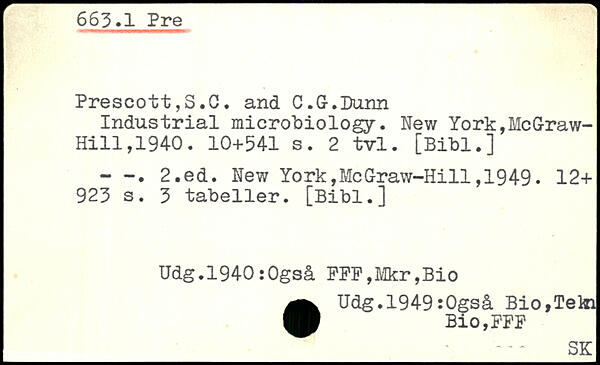 663.1 Pre
Prescott,S.C. and C.G.Dunn
Industrial microbiology. New York,McGraw-
Hill,1940. 10+541 s. 2 tvl. [Bibl.]
- -. 2.ed. New York,McGraw-Hill,1949. 12+
923 s. 3 tabeller. [Bibl.]
Udg.1940:Også FFF,Mkr,Bio
Udg.1949:Også Bio,Tekn
Bio,FFF
SK